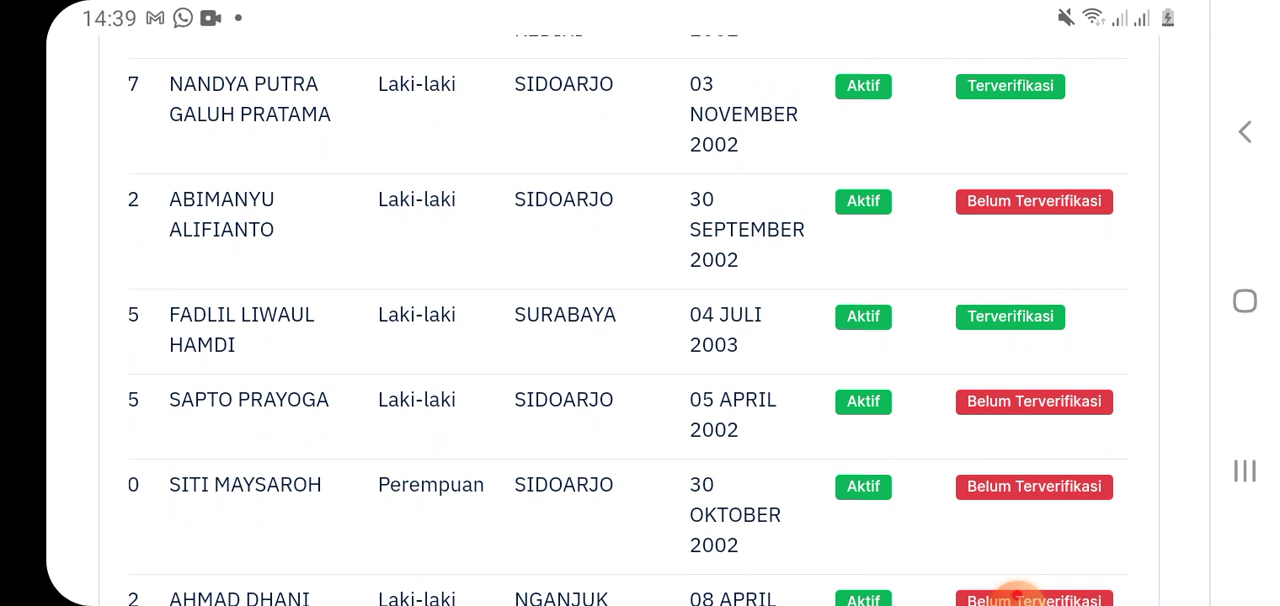 14:39
7 NANDYA PUTRA Laki-laki SIDOARJO 03 Aktif Terverifikasi
GALUH PRATAMA NOVEMBER
2002
2 ABIMANYU Laki-laki SIDOARJO 30 Aktif Belum Terverifikasi
ALIFIANTO SEPTEMBER
2002
5 FADLIL LIWAUL Laki-laki SURABAYA 04 JULI Aktif Terverifikasi
HAMDI 2003
5 SAPTO PRAYOGA Laki-laki SIDOARJO 05 APRIL Aktif Belum Terverifikasi
2002
0 SITI MAYSAROH Perempuan SIDOARJO 30 Aktif Belum Terverifikasi
OKTOBER
2002
2 AHMAD DHANI Laki-laki NGANJUK 08 APRIL Aktif Belum Terverifikasi